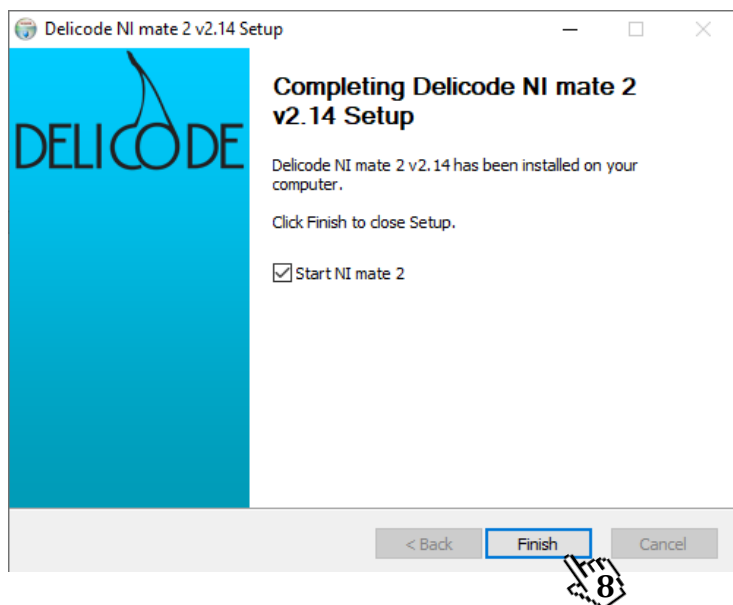 Delicode NI mate 2 v2.14 Setup
DELICODE
Completing Delicode NI mate 2
v2.14 Setup
Delicode NI mate 2 v2.14 has been installed on your
computer.
Click Finish to close Setup.
Start NI mate 2
< Back
Finish
Cancel
8